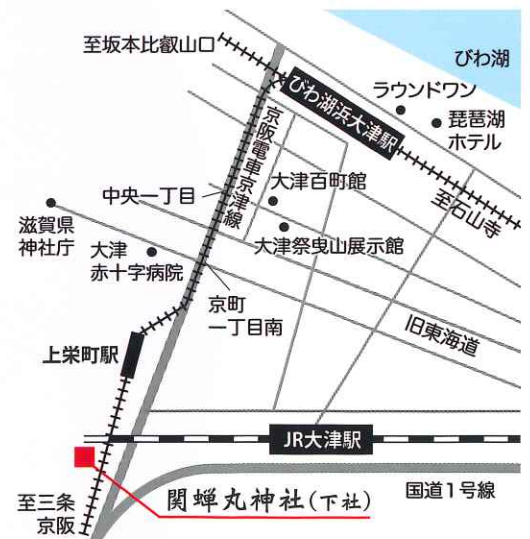 至坂本比叡山口
びわ湖
ラウンドワン
琵琶湖
ホテル
びわ湖浜大津駅
京阪電車京津線
至石山寺
中央一丁目
大津百町館
滋賀県
神社庁
大津
赤十字病院
大津祭曳山展示館
京町
一丁目南
旧東海道
上栄町駅
JR大津駅
国道1号線
関蝉丸神社(下社)
至三条
京阪